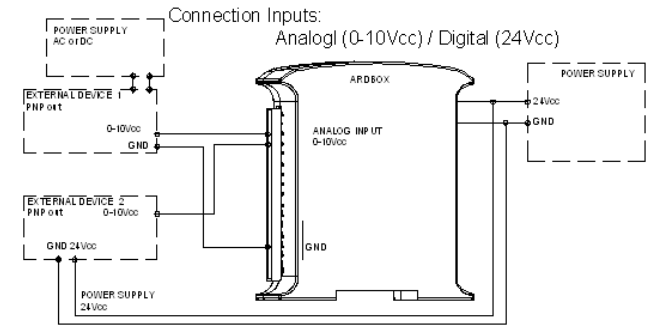 Connection Inputs:
Analogl (0-10Vcc) / Digital (24Vcc)
POWER SUPPLY
AC or DC
EXTERNAL DEVICE 1
PNP out
0-10Vcc
GND
EXTERNAL DEVICE 2
PNP out 0-10Vcc
GND 24Vcc
POWER SUPPLY
24Vcc
ARDBOX
ANALOG INPUT
0-10Vcc
GND
POWER SUPPLY
24Vcc
GND